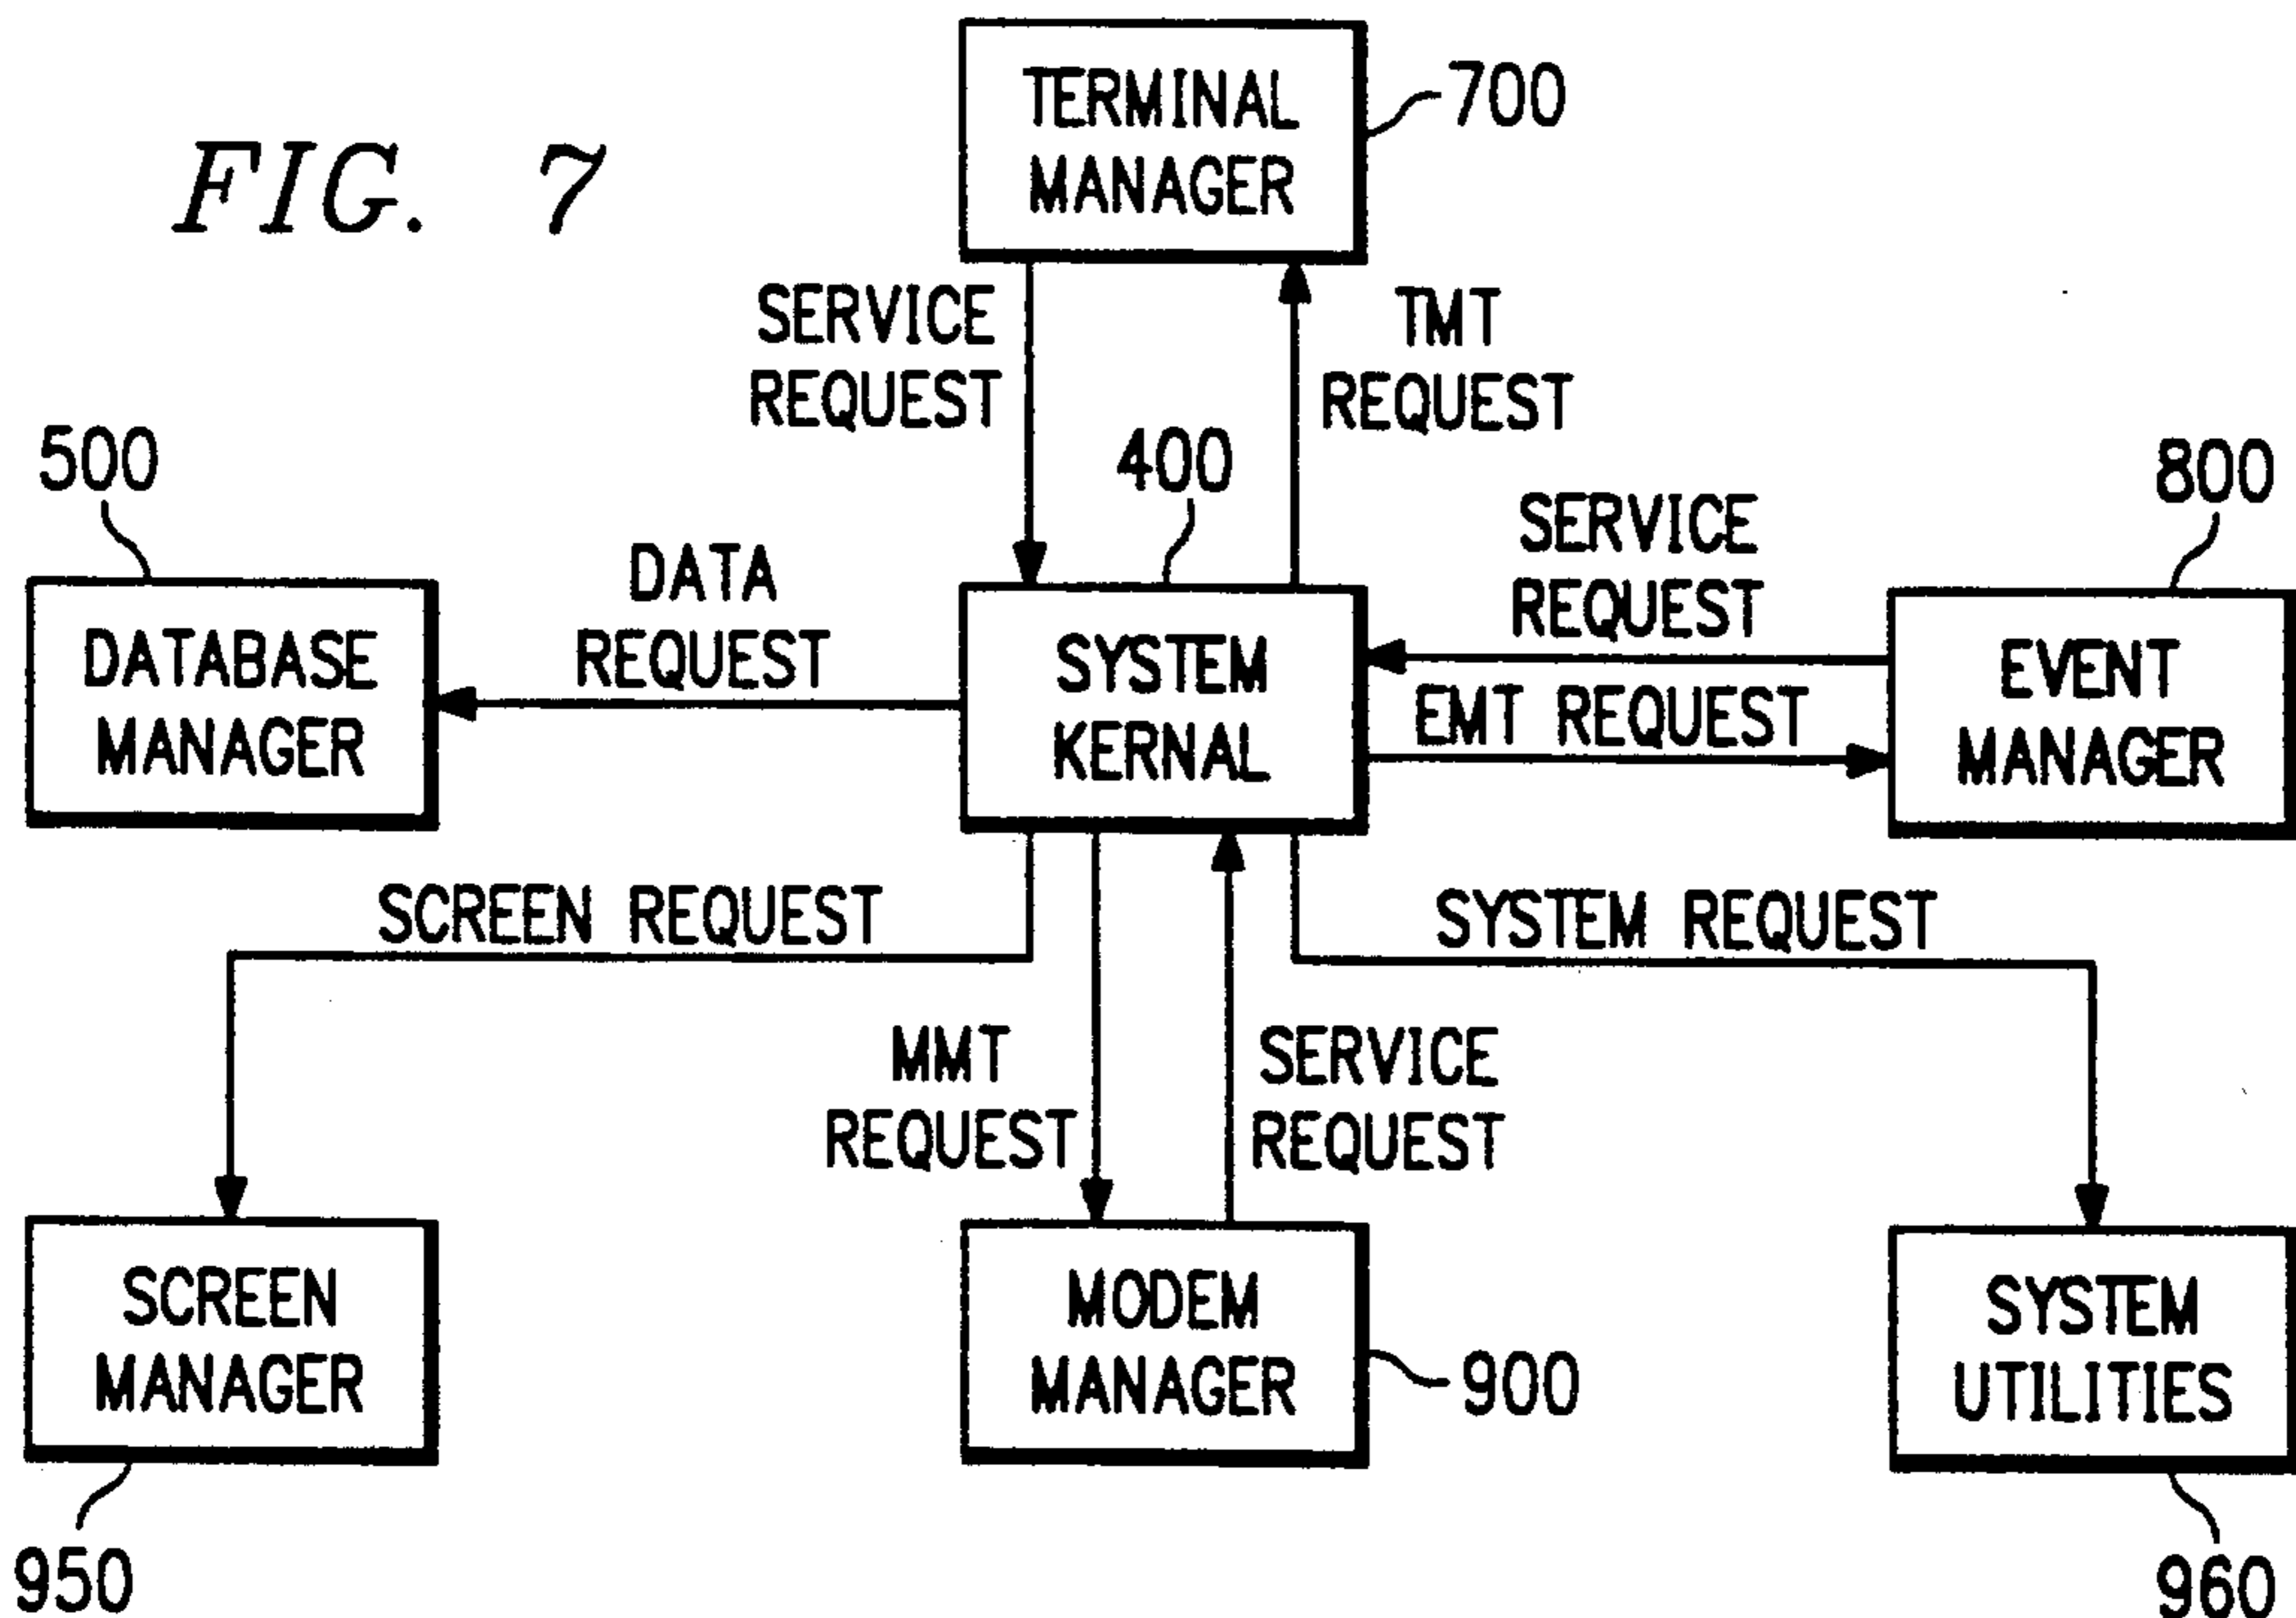 FIG. 7
TERMINAL
MANAGER
700
SERVICE
REQUEST
TMT
REQUEST
500
400
800
DATABASE
MANAGER
DATA
REQUEST
SYSTEM
KERNAL
SERVICE
REQUEST
EMT REQUEST
EVENT
MANAGER
SCREEN REQUEST
SYSTEM REQUEST
MMT
REQUEST
SERVICE
REQUEST
SCREEN
MANAGER
950
MODEM
MANAGER
900
SYSTEM
UTILITIES
960